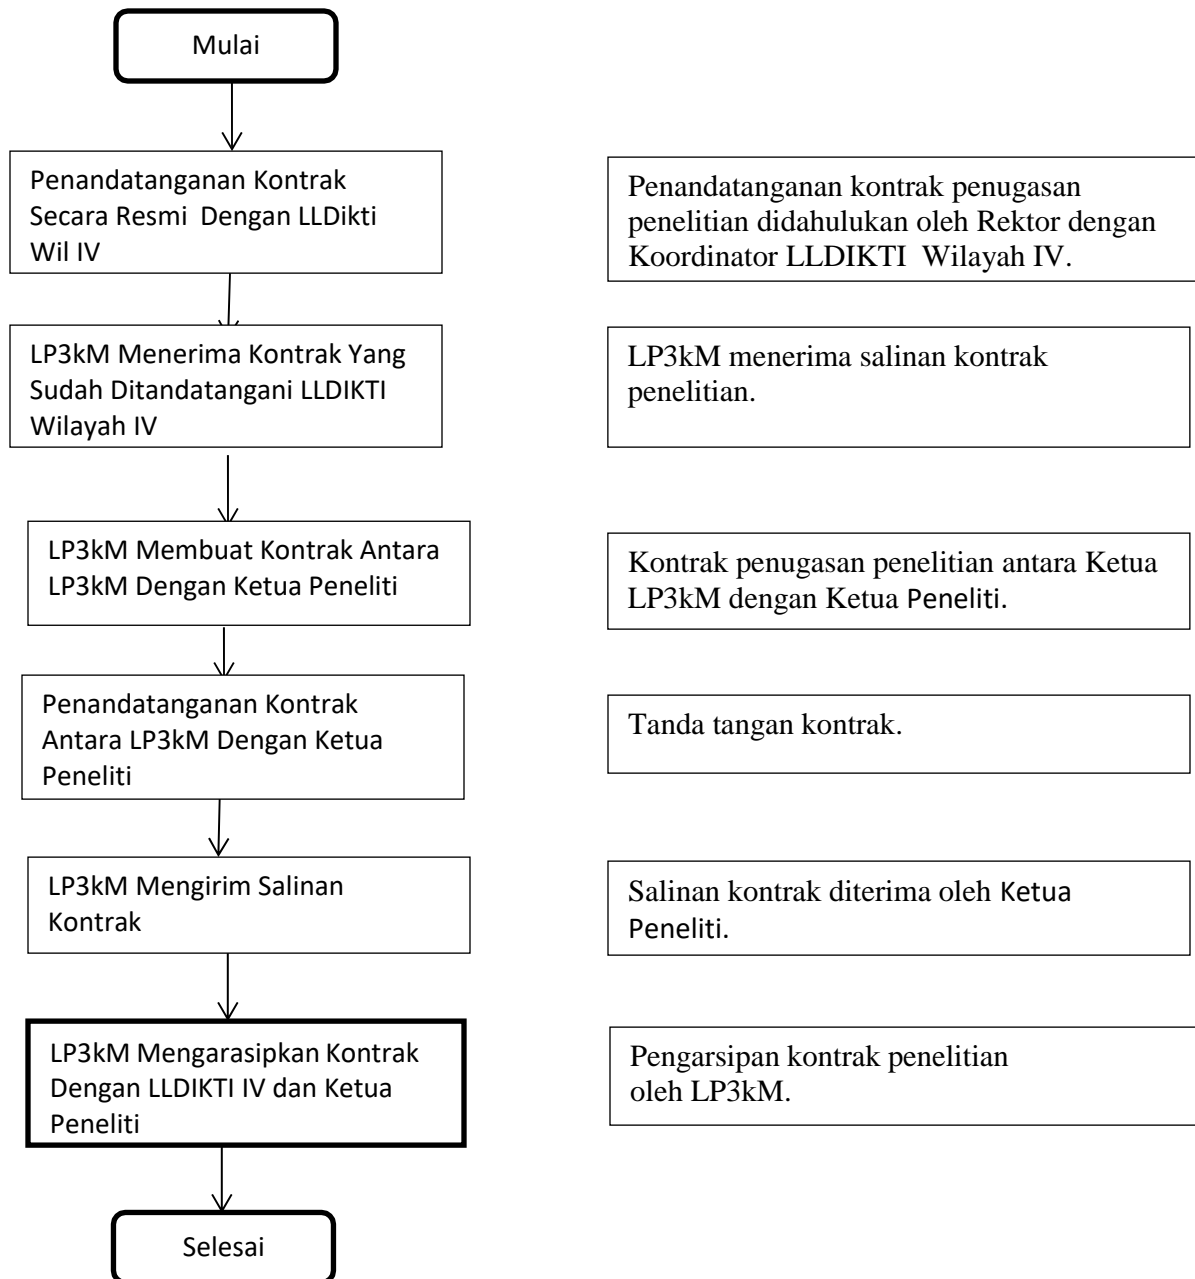 Mulai
Penandatanganan Kontrak
Secara Resmi Dengan LLDikti
Wil IV
Penandatanganan kontrak penugasan
penelitian didahulukan oleh Rektor dengan
Koordinator LLDIKTI Wilayah IV.
LP3kM Menerima Kontrak Yang
Sudah Ditandatangani LLDIKTI
Wilayah IV
LP3kM menerima salinan kontrak
penelitian.
LP3kM Membuat Kontrak Antara
LP3kM Dengan Ketua Peneliti
Kontrak penugasan penelitian antara Ketua
LP3kM dengan Ketua Peneliti.
Penandatanganan Kontrak
Antara LP3kM Dengan Ketua
Peneliti
Tanda tangan kontrak.
LP3kM Mengirim Salinan
Kontrak
Salinan kontrak diterima oleh Ketua
Peneliti.
LP3kM Mengarasipkan Kontrak
Dengan LLDIKTI IV dan Ketua
Peneliti
Pengarsipan kontrak penelitian
oleh LP3kM.
Selesai